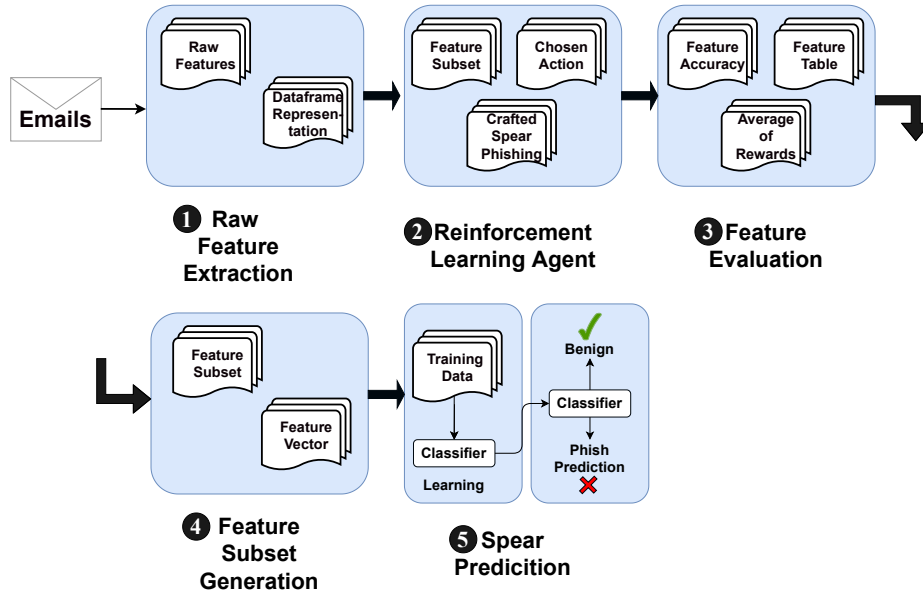 Emails
Raw
Features
Dataframe
Represen-
tation
Feature
Subset
Chosen
Action
Crafted
Spear
Phishing
Feature
Accuracy
Feature
Table
Average
of
Rewards
1 Raw
Feature
Extraction
2 Reinforcement
Learning Agent
3 Feature
Evaluation
Feature
Subset
Feature
Vector
Training
Data
Classifier
Learning
Benign
Classifier
Phish
Prediction
4 Feature
Subset
Generation
5 Spear
Predicition